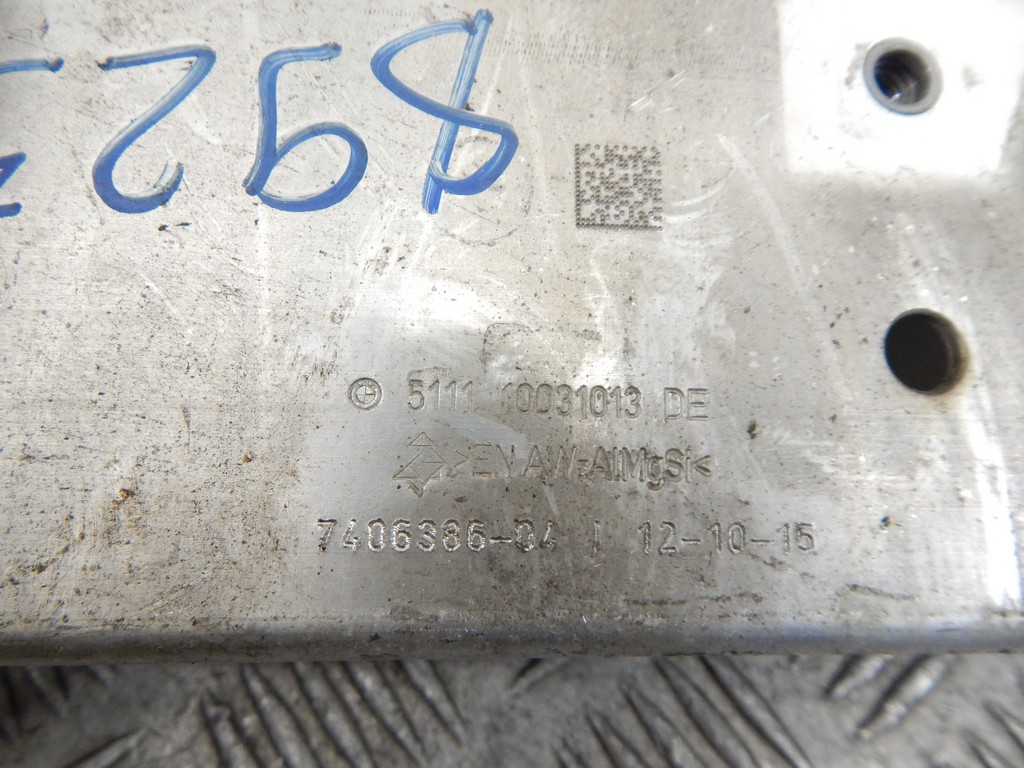 5111 10031013 DE
>EN AW-AlMgSi<
7406386-04 / 12-10-15